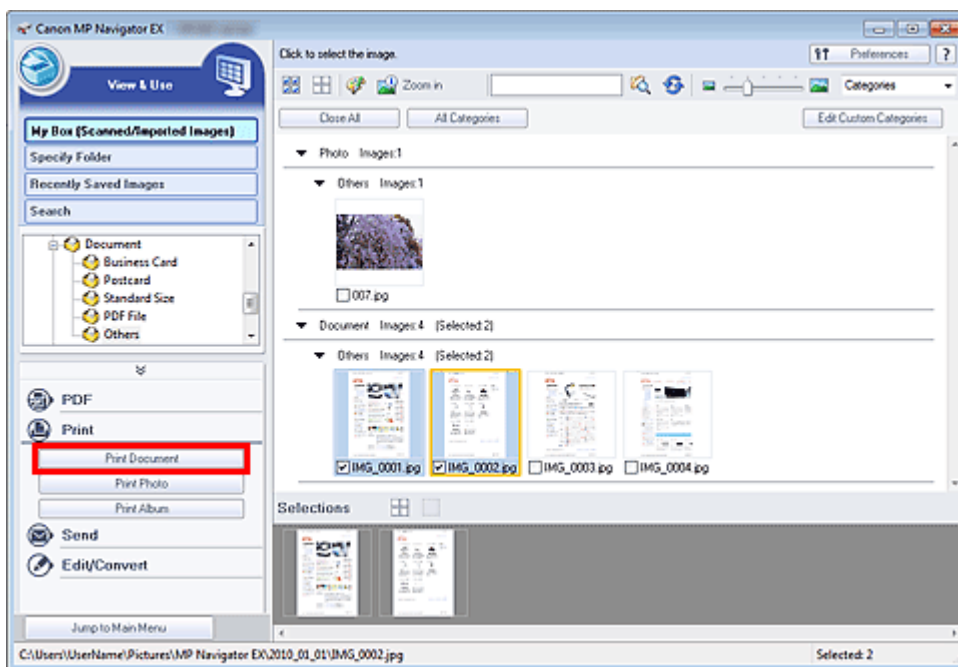 Canon MP Navigator EX
View & Use
My Box (Scanned/Imported Images)
Specify Folder
Recently Saved Images
Search
Document
Business Card
Postcard
Standard Size
PDF File
Others
PDF
Print
Print Document
Print Photo
Print Album
Send
Edit/Convert
Jump to Main Menu
Click to select the image.
Preferences
?
Zoom in
Categories
Close All
All Categories
Edit Custom Categories
Photo Images:1
Others Images:1
007.jpg
Document Images:4 (Selected:2)
Others Images:4 (Selected:2)
IMG_0001.jpg IMG_0002.jpg IMG_0003.jpg IMG_0004.jpg
Selections
C:\Users\UserName\Pictures\MP Navigator EX\2010_01_01\IMG_0002.jpg
Selected: 2